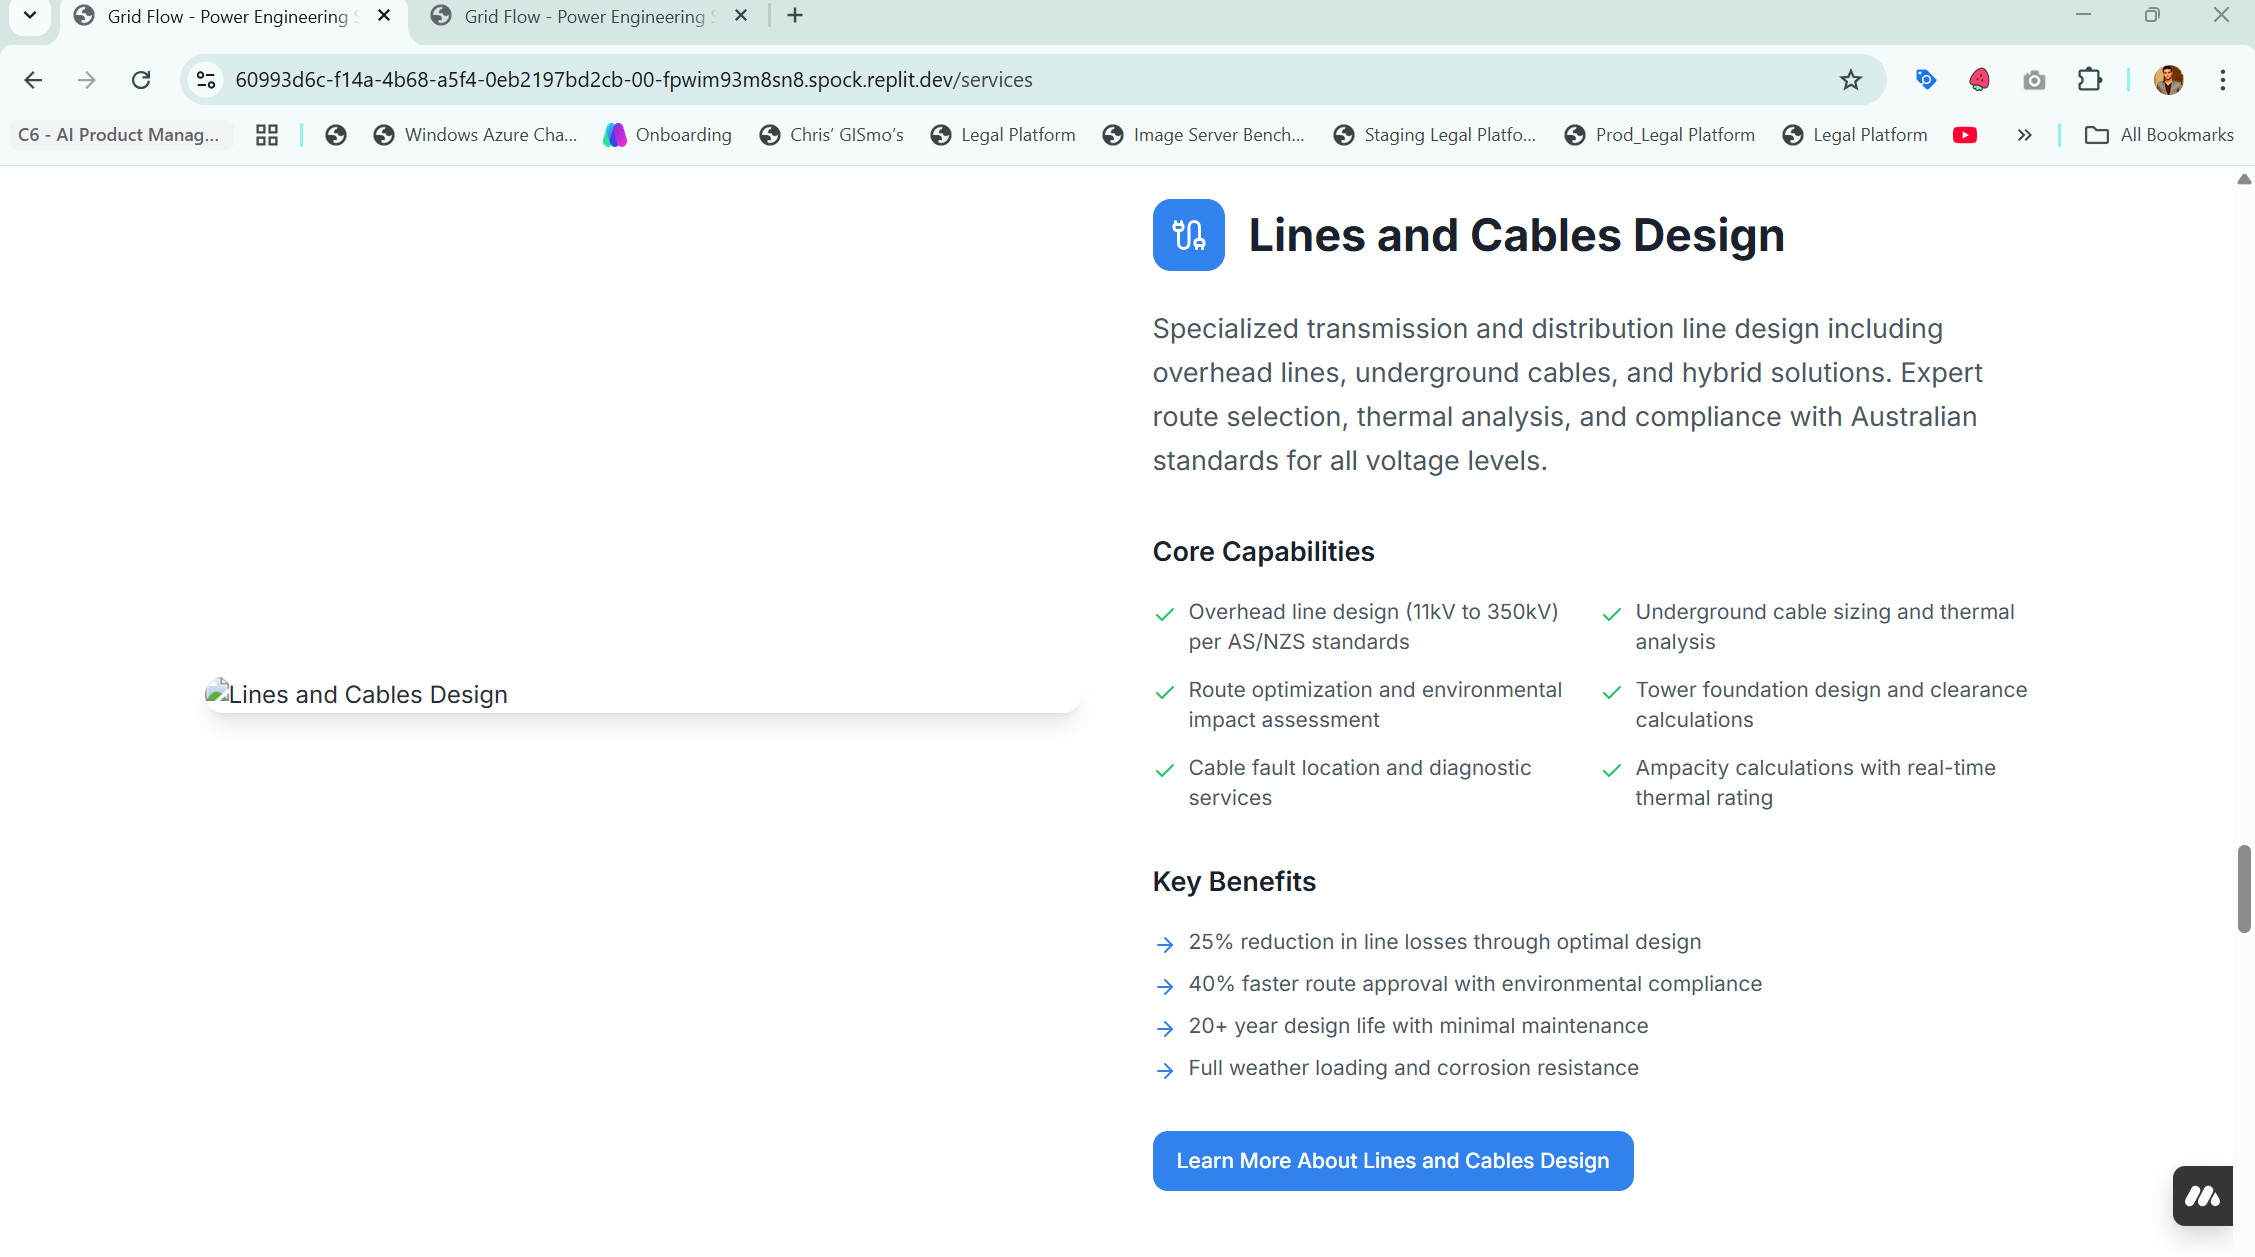 Grid Flow - Power Engineering
Grid Flow - Power Engineering
60993d6c-f14a-4b68-a5f4-0eb2197bd2cb-00-fpwim93m8sn8.spock.replit.dev/services
C6 - AI Product Manag...
Windows Azure Cha...
Onboarding
Chris’ GISmo’s
Legal Platform
Image Server Bench...
Staging Legal Platfo...
Prod_Legal Platform
Legal Platform
All Bookmarks
Lines and Cables Design
Specialized transmission and distribution line design including
overhead lines, underground cables, and hybrid solutions. Expert
route selection, thermal analysis, and compliance with Australian
standards for all voltage levels.
Core Capabilities
Overhead line design (11kV to 350kV)
per AS/NZS standards
Underground cable sizing and thermal
analysis
Route optimization and environmental
impact assessment
Tower foundation design and clearance
calculations
Cable fault location and diagnostic
services
Ampacity calculations with real-time
thermal rating
Lines and Cables Design
Key Benefits
25% reduction in line losses through optimal design
40% faster route approval with environmental compliance
20+ year design life with minimal maintenance
Full weather loading and corrosion resistance
Learn More About Lines and Cables Design